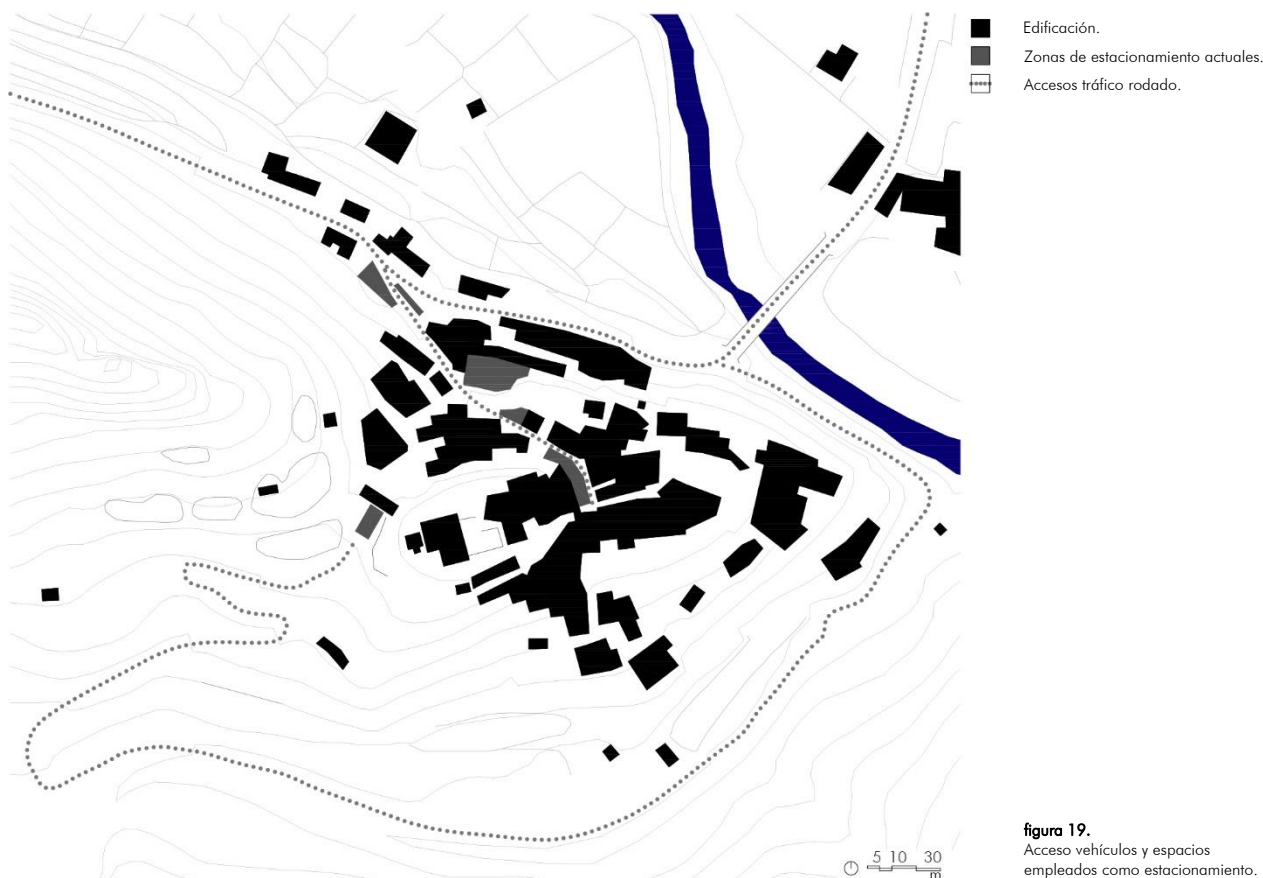 Edificación.
Zonas de estacionamiento actuales.
Accesos tráfico rodado.
5 10 30
m
figura 19.
Acceso vehículos y espacios
empleados como estacionamiento.